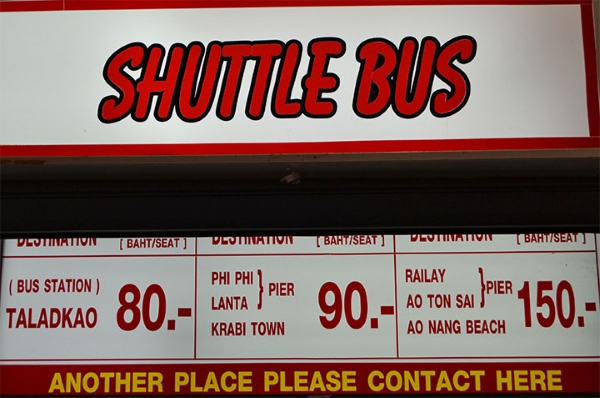 SHUTTLE BUS
DESTINATION [BAHT/SEAT] DESTINATION [BAHT/SEAT] DESTINATION [BAHT/SEAT]
(BUS STATION)
TALADKAO 80.-
PHI PHI
LANTA } PIER
KRABI TOWN
90.-
RAILAY
AO TON SAI } PIER
AO NANG BEACH
150.-
ANOTHER PLACE PLEASE CONTACT HERE